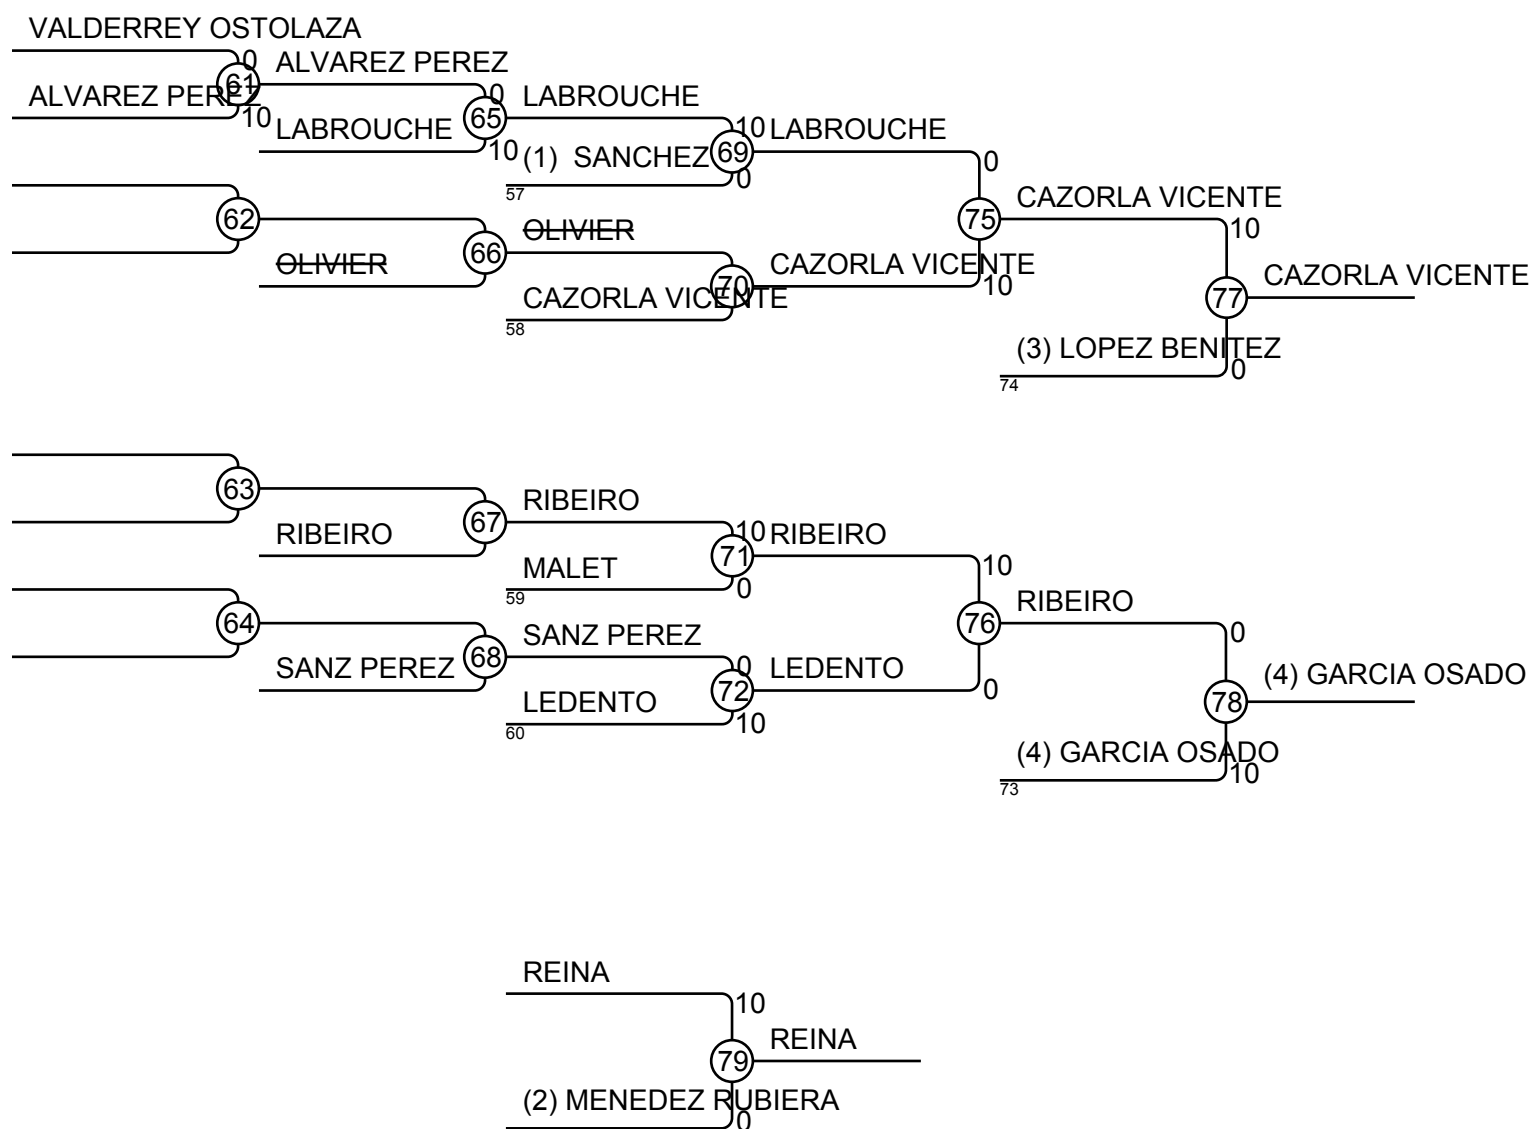 VALDERREY OSTOLAZA
0
61
ALVAREZ PEREZ
10
ALVAREZ PEREZ
0
65
LABROUCHE
10
LABROUCHE
10
69
(1) SANCHEZ
0
57
LABROUCHE
0
75
62
66
OLIVIER
OLIVIER
70
CAZORLA VICENTE
58
CAZORLA VICENTE
10
CAZORLA VICENTE
10
77
CAZORLA VICENTE
(3) LOPEZ BENITEZ
0
74
63
67
RIBEIRO
RIBEIRO
10
71
MALET
0
59
RIBEIRO
10
76
64
68
SANZ PEREZ
SANZ PEREZ
0
72
LEDENTO
10
60
LEDENTO
0
RIBEIRO
0
78
(4) GARCIA OSADO
(4) GARCIA OSADO
10
73
REINA
10
79
REINA
(2) MENEDEZ RUBIERA
0